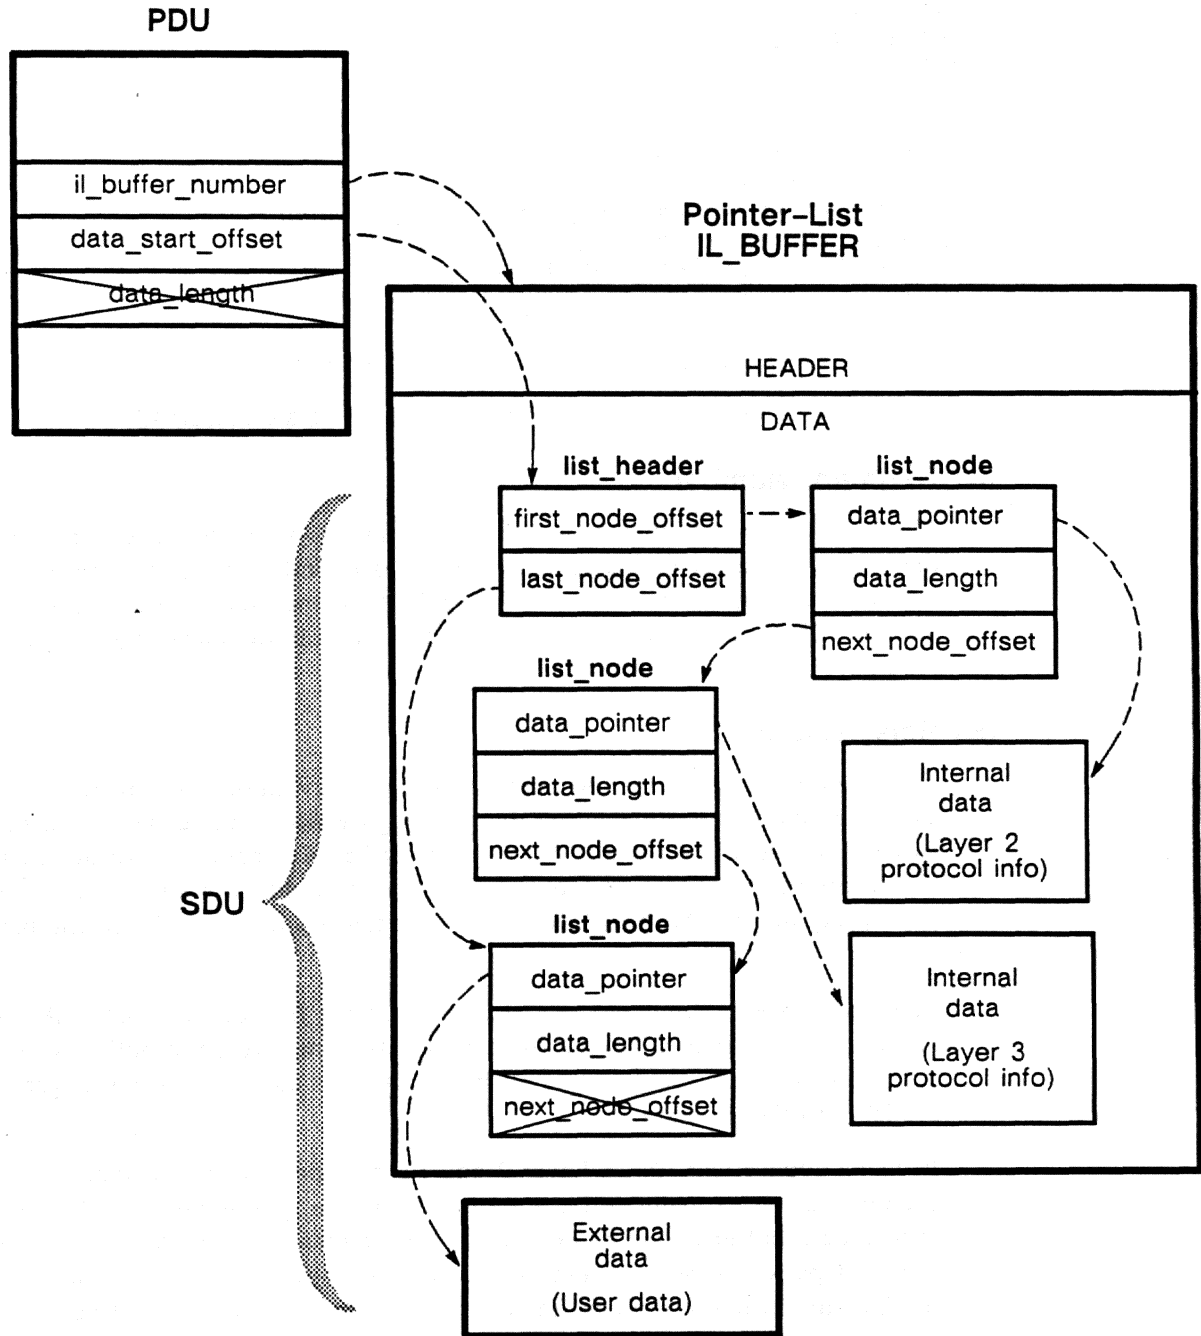 PDU
il_buffer_number
data_start_offset
data_length
Pointer-List
IL_BUFFER
HEADER
DATA
list_header
first_node_offset
last_node_offset
list_node
data_pointer
data_length
next_node_offset
list_node
data_pointer
data_length
next_node_offset
Internal
data
(Layer 2
protocol info)
SDU
list_node
data_pointer
data_length
next_node_offset
Internal
data
(Layer 3
protocol info)
External
data
(User data)